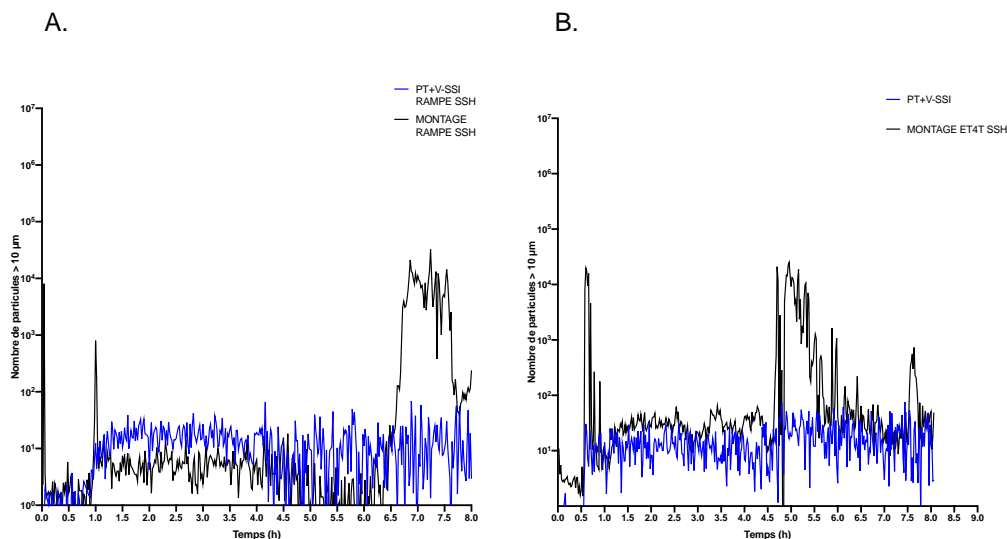 A.
PT+V-SSI
RAMPE SSH
MONTAGE
RAMPE SSH
Nombre de particules > 10 µm
10⁷
10⁶
10⁵
10⁴
10³
10²
10¹
10⁰
0.0 0.5 1.0 1.5 2.0 2.5 3.0 3.5 4.0 4.5 5.0 5.5 6.0 6.5 7.0 7.5 8.0
Temps (h)
B.
PT+V-SSI
MONTAGE ET4T SSH
Nombre de particules > 10 µm
10⁷
10⁶
10⁵
10⁴
10³
10²
10¹
0.0 0.5 1.0 1.5 2.0 2.5 3.0 3.5 4.0 4.5 5.0 5.5 6.0 6.5 7.0 7.5 8.0 8.5 9.0
Temps (h)